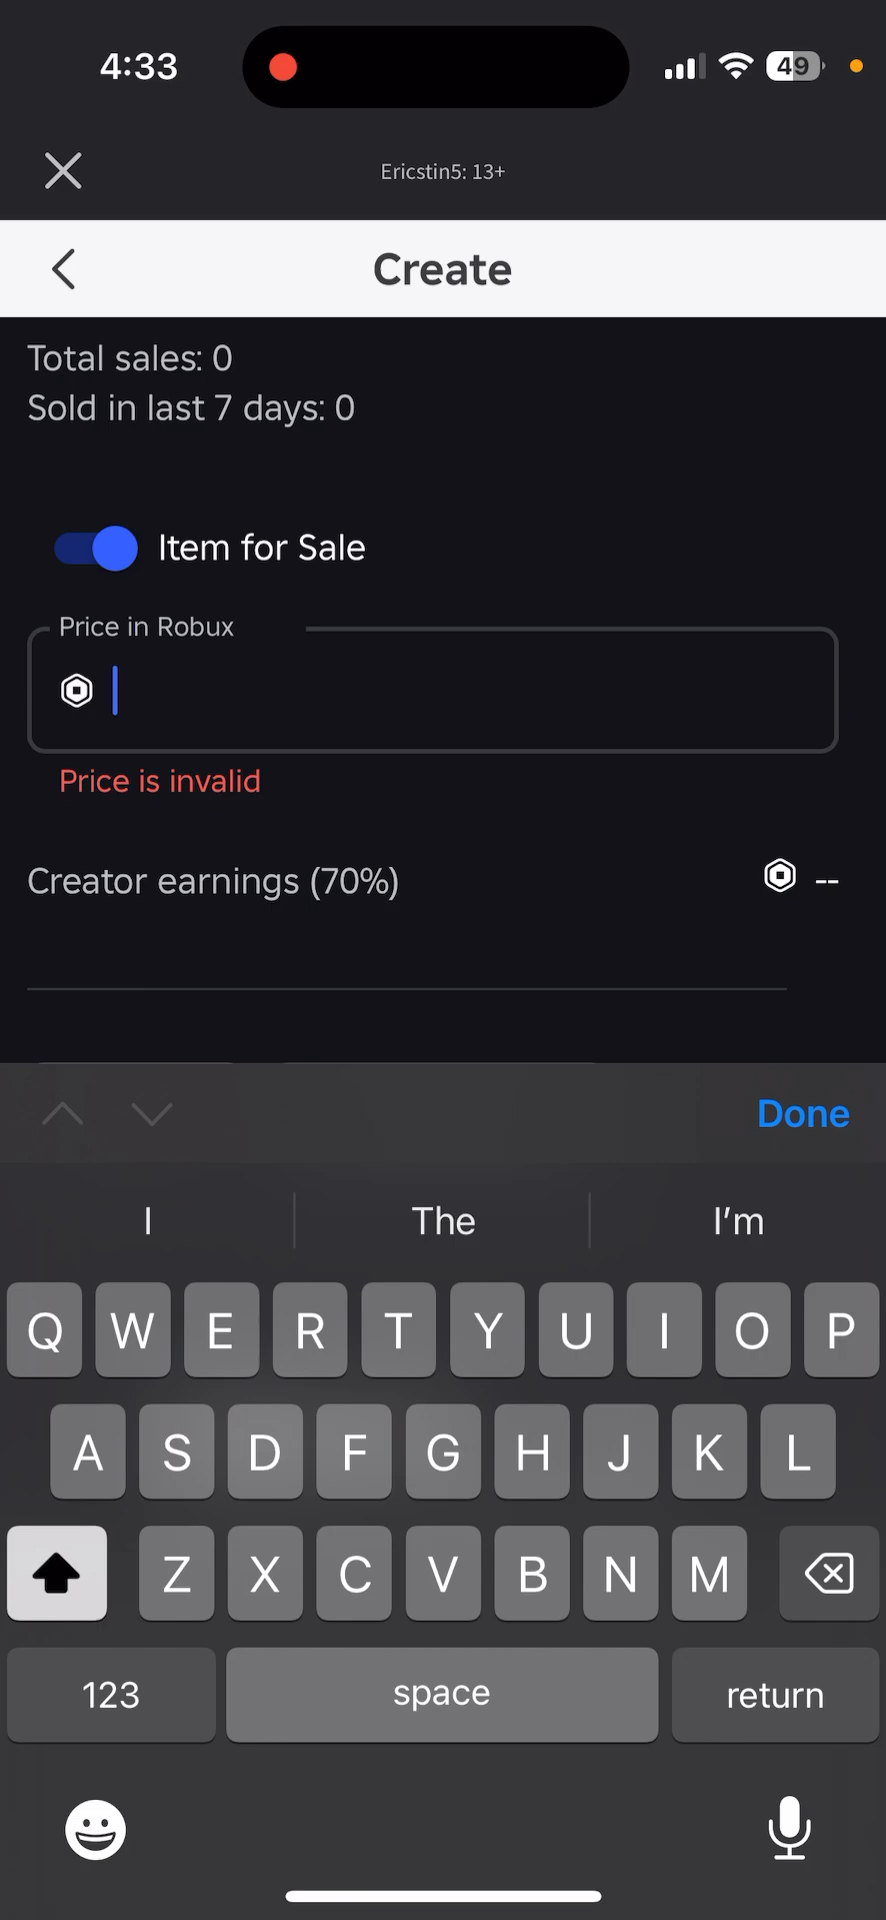 4:33
49
Ericstin5: 13+
Create
Total sales: 0
Sold in last 7 days: 0
Item for Sale
Price in Robux
Price is invalid
Creator earnings (70%) --
Done
I The I'm
Q W E R T Y U I O P
A S D F G H J K L
Z X C V B N M
123 space return